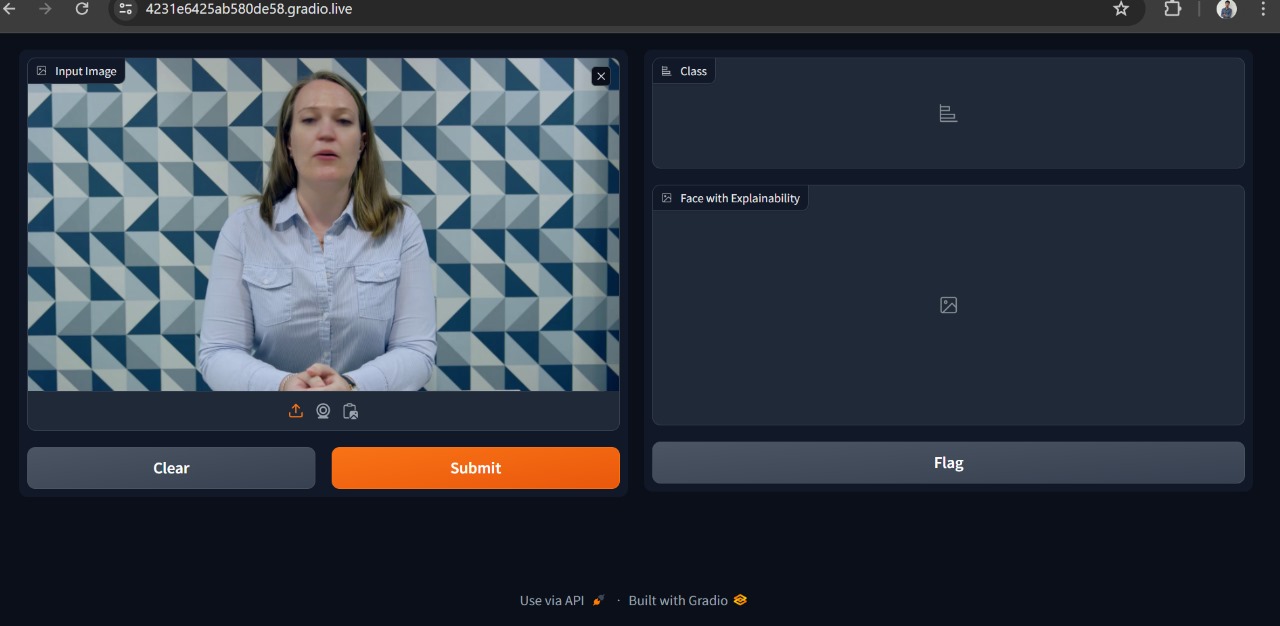 4231e6425ab580de58.gradio.live
Input Image
Class
Face with Explainability
Clear
Submit
Flag
Use via API · Built with Gradio